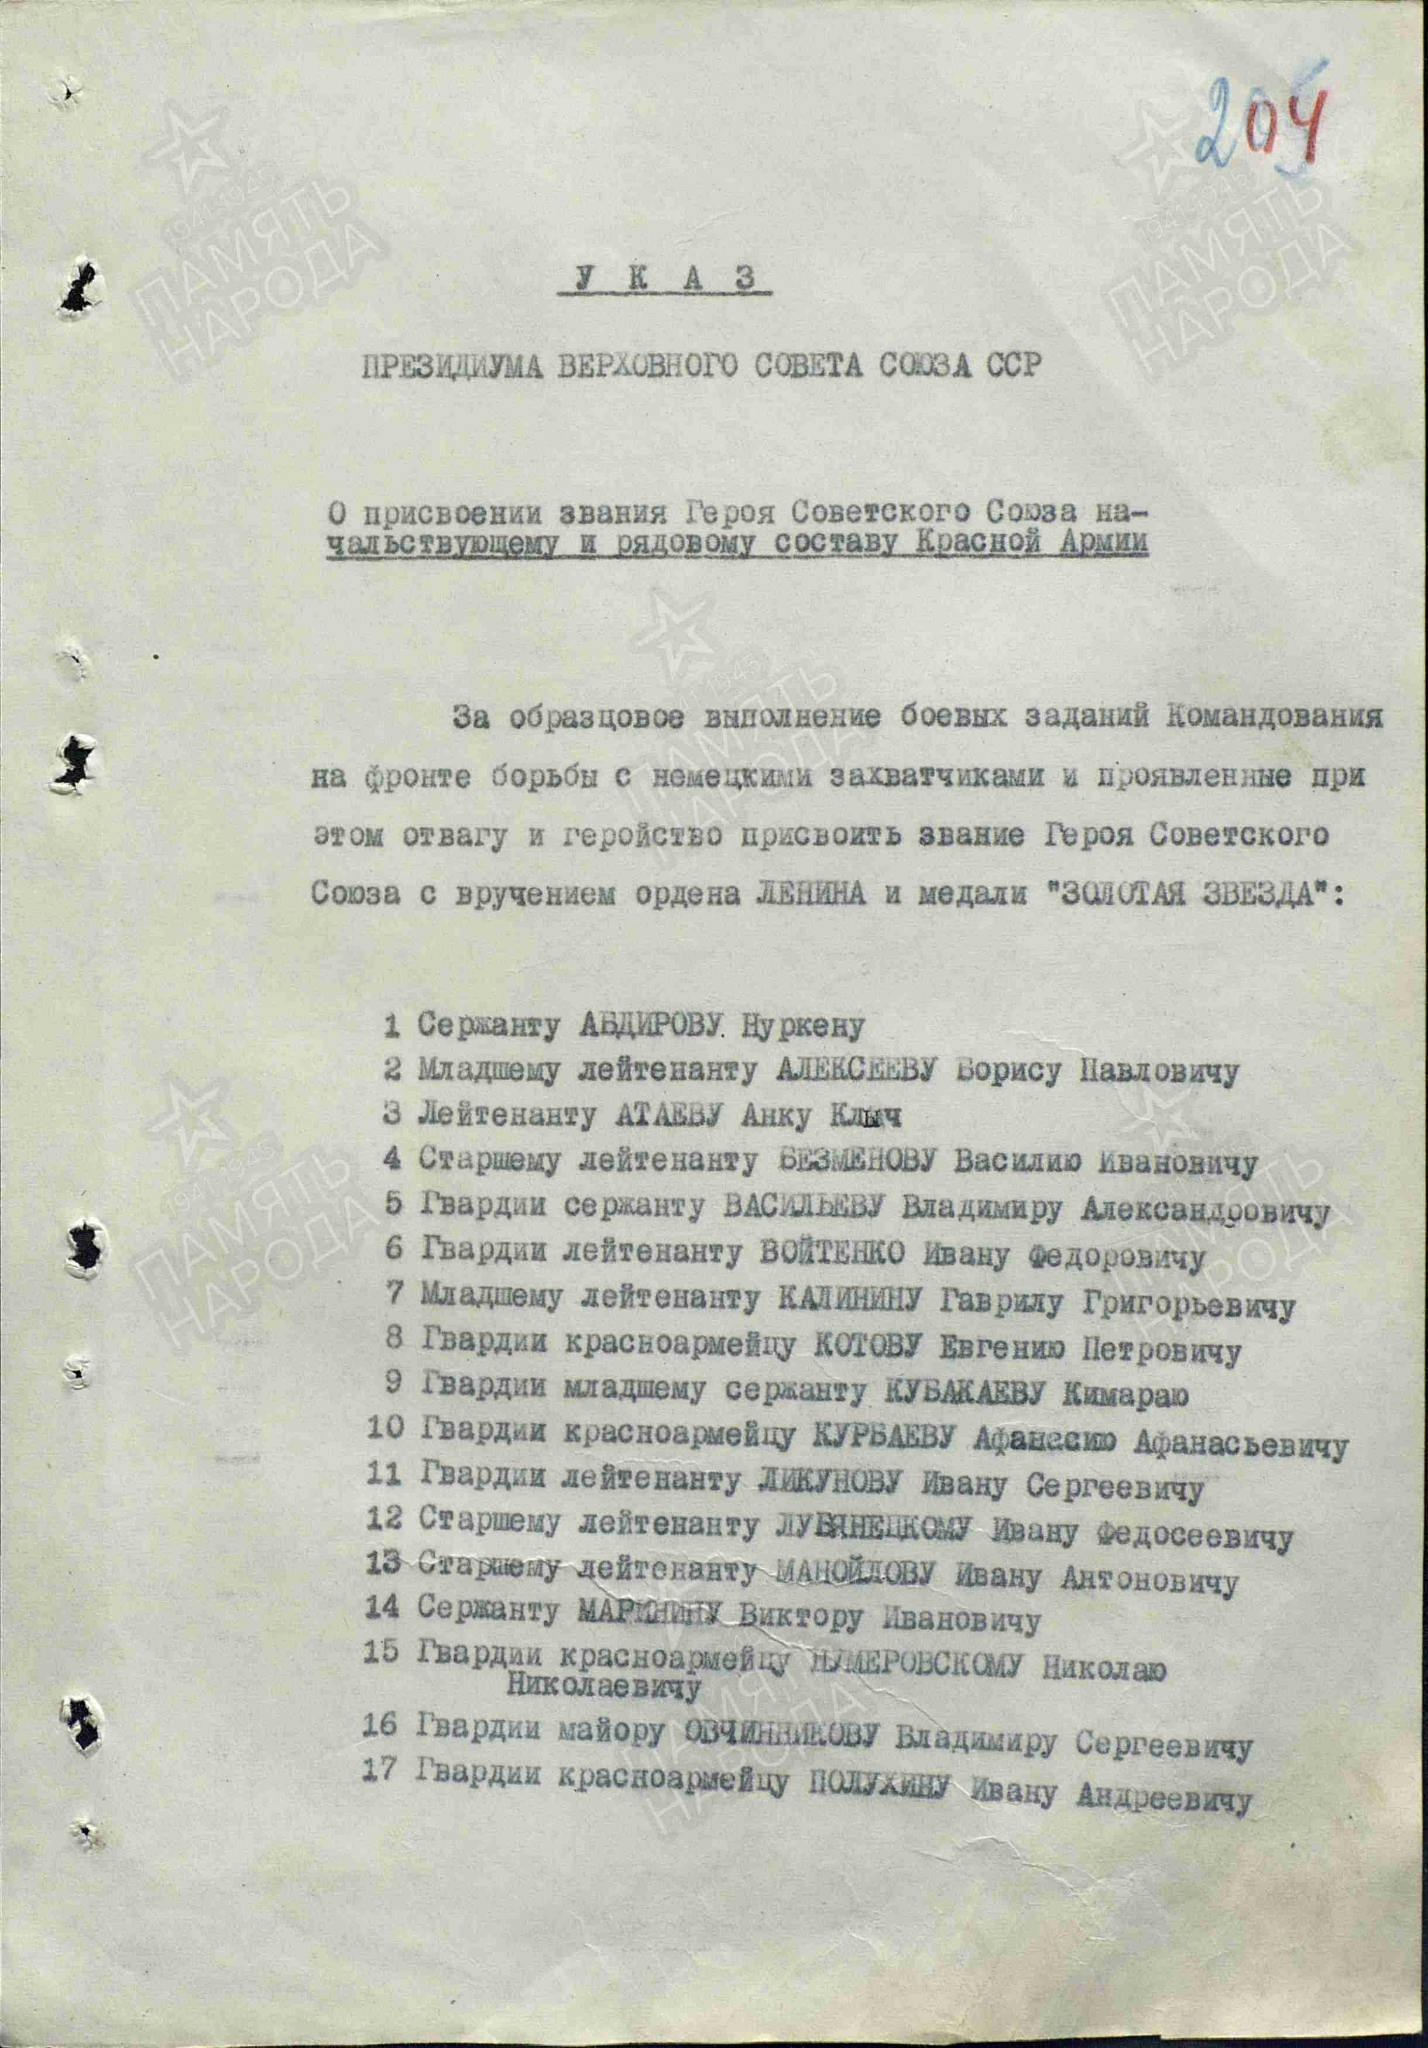 204
У К А З
ПРЕЗИДИУМА ВЕРХОВНОГО СОВЕТА СОЮЗА ССР
О присвоении звания Героя Советского Союза на-
чальствующему и рядовому составу Красной Армии
За образцовое выполнение боевых заданий Командования
на фронте борьбы с немецкими захватчиками и проявленные при
этом отвагу и геройство присвоить звание Героя Советского
Союза с вручением ордена ЛЕНИНА и медали "ЗОЛОТАЯ ЗВЕЗДА":
1 Сержанту АБДИРОВУ Нуркену
2 Младшему лейтенанту АЛЕКСЕЕВУ Борису Павловичу
3 Лейтенанту АТАЕВУ Анку Клыч
4 Старшему лейтенанту БЕЗМЕНОВУ Василию Ивановичу
5 Гвардии сержанту ВАСИЛЬЕВУ Владимиру Александровичу
6 Гвардии лейтенанту ВОЙТЕНКО Ивану Федоровичу
7 Младшему лейтенанту КАЛИНИНУ Гаврилу Григорьевичу
8 Гвардии красноармейцу КОТОВУ Евгению Петровичу
9 Гвардии младшему сержанту КУБАКАЕВУ Кимараю
10 Гвардии красноармейцу КУРБАЕВУ Афанасию Афанасьевичу
11 Гвардии лейтенанту ЛИКУНОВУ Ивану Сергеевичу
12 Старшему лейтенанту ЛУБЯНЕЦКОМУ Ивану Федосеевичу
13 Старшему лейтенанту МАНОЙЛОВУ Ивану Антоновичу
14 Сержанту МАРИНИНУ Виктору Ивановичу
15 Гвардии красноармейцу НУМЕРОВСКОМУ Николаю
Николаевичу
16 Гвардии майору ОВЧИННИКОВУ Владимиру Сергеевичу
17 Гвардии красноармейцу ПОЛУХИНУ Ивану Андреевичу
ПАМЯТЬ
НАРОДА